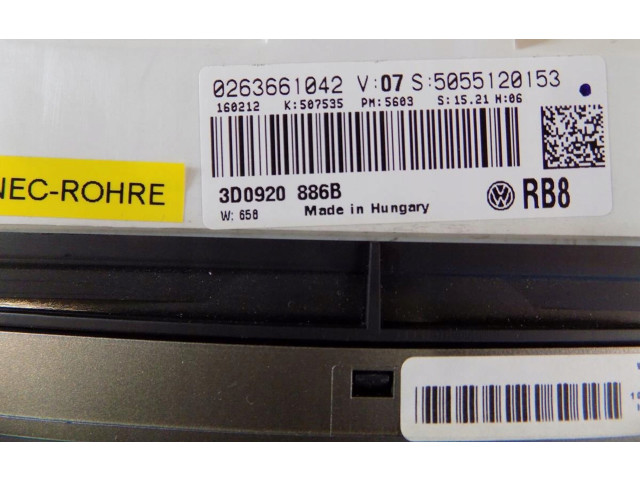 0263661042 V:07 S:5055120153
160212 K:507535 PM:5603 S:15.21 H:06
NEC-ROHRE
3D0920 886B RB8
W: 658 Made in Hungary